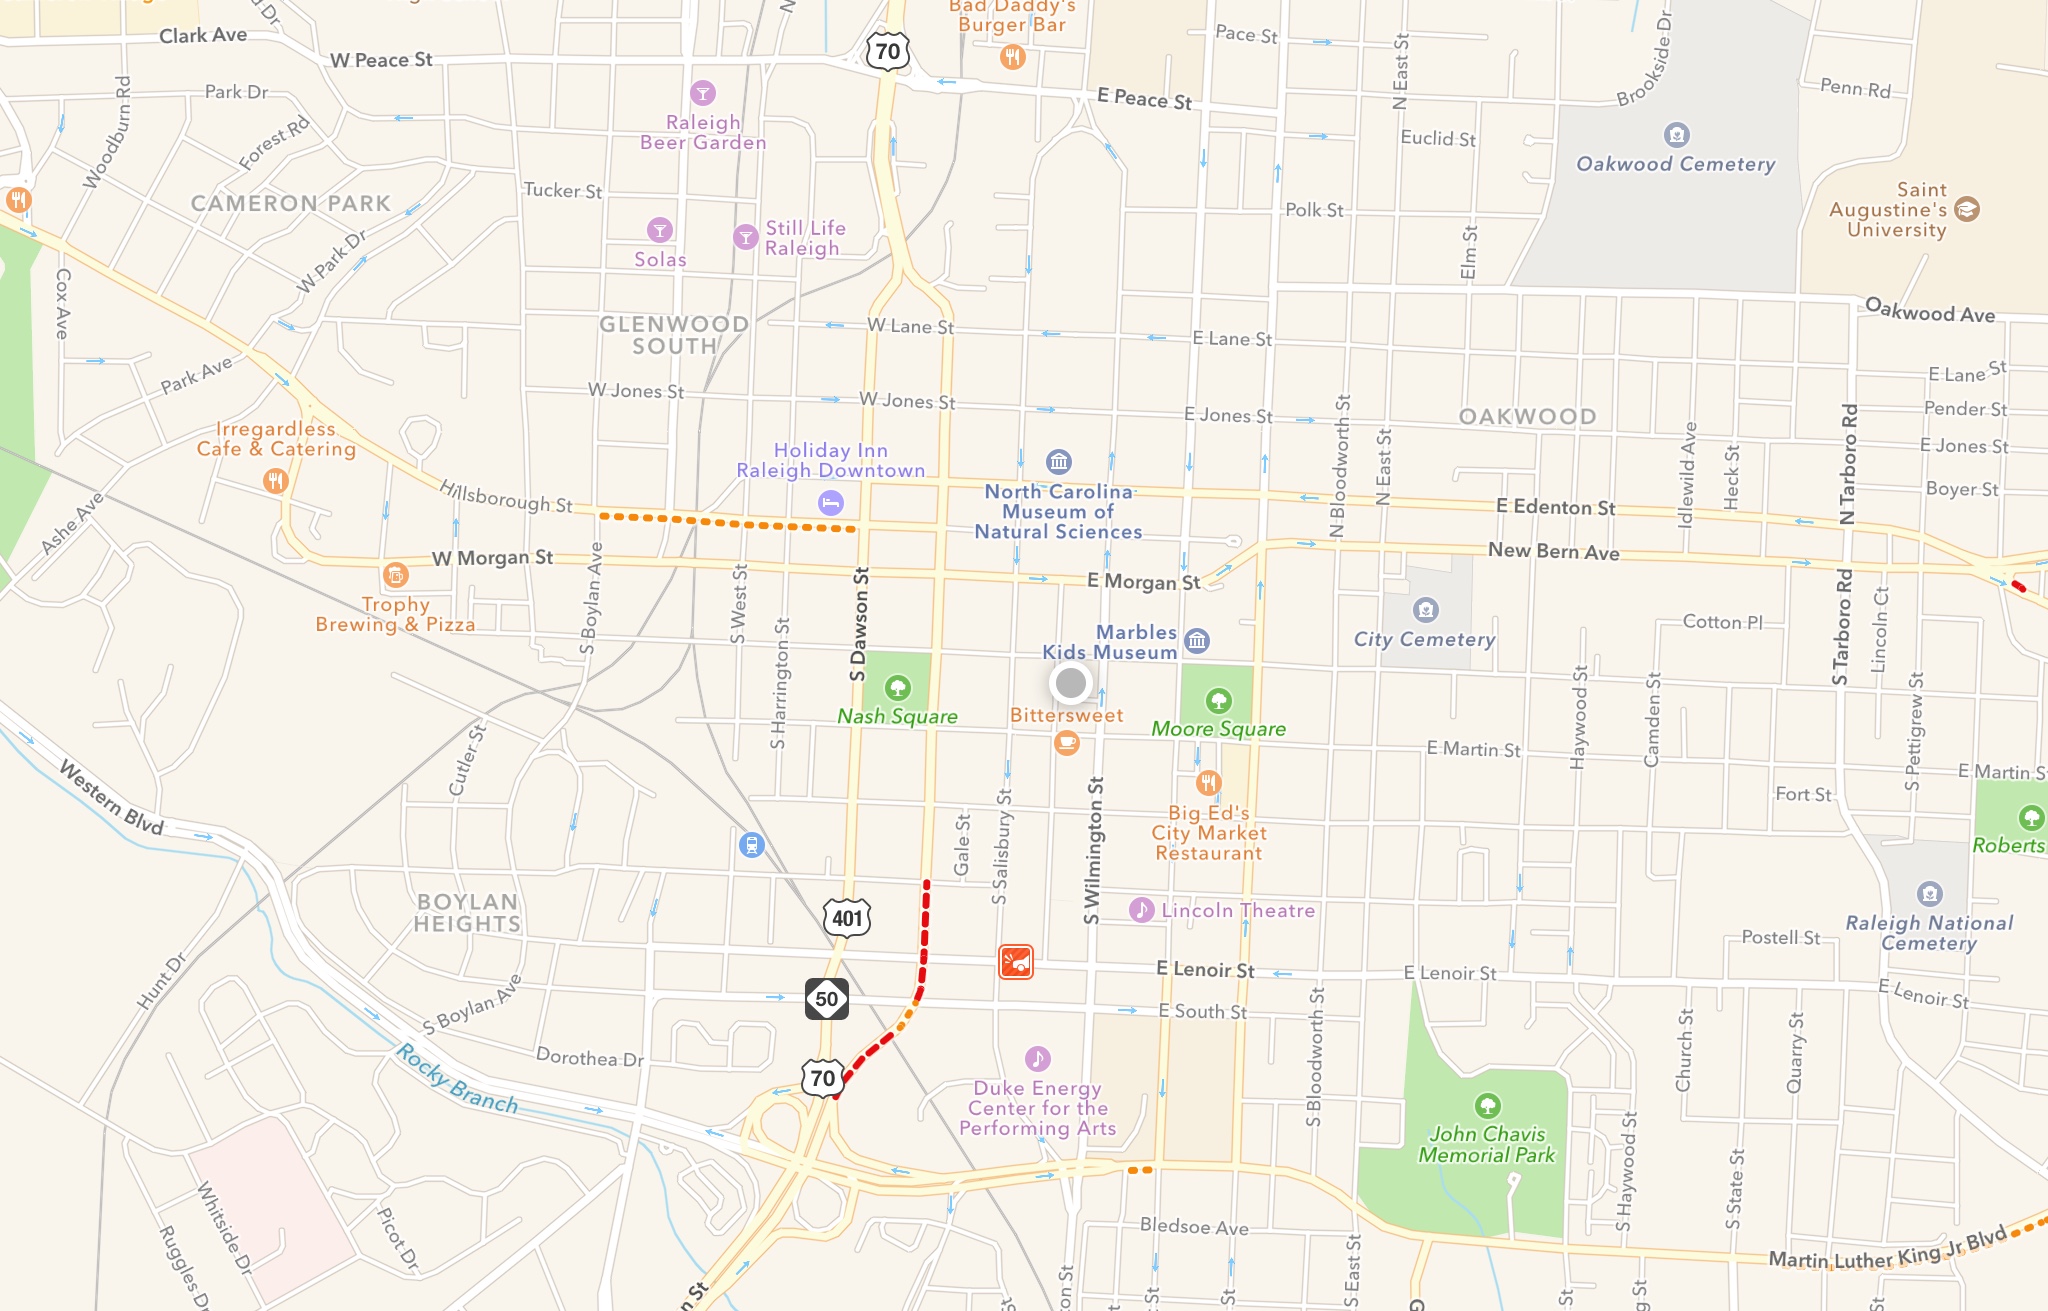 Clark Ave
W Peace St
70
Bad Daddy's
Burger Bar
Pace St
N East St
Brookside Dr
Penn Rd
Park Dr
Woodburn Rd
Forest Rd
Raleigh
Beer Garden
E Peace St
Euclid St
Oakwood Cemetery
CAMERON PARK
Tucker St
Polk St
Saint
Augustine's
University
W Park Dr
Solas
Still Life
Raleigh
Elm St
Cox Ave
GLENWOOD
SOUTH
W Lane St
E Lane St
Oakwood Ave
Park Ave
W Jones St
W Jones St
E Jones St
OAKWOOD
E Lane St
Pender St
E Jones St
Irregardless
Cafe & Catering
Holiday Inn
Raleigh Downtown
N Bloodworth St
N East St
Idlewild Ave
Heck St
N Tarboro Rd
Boyer St
Hillsborough St
North Carolina
Museum of
Natural Sciences
E Edenton St
Ashe Ave
W Morgan St
E Morgan St
New Bern Ave
Trophy
Brewing & Pizza
S Boylan Ave
S West St
S Harrington St
S Dawson St
Marbles
Kids Museum
City Cemetery
Cotton Pl
S Tarboro Rd
Lincoln Ct
Nash Square
Bittersweet
Moore Square
E Martin St
Haywood St
Camden St
S Pettigrew St
E Martin S
Western Blvd
Cutler St
Gale St
S Salisbury St
S Wilmington St
Big Ed's
City Market
Restaurant
Fort St
Roberts
BOYLAN
HEIGHTS
401
Lincoln Theatre
Raleigh National
Cemetery
Postell St
Hunt Dr
S Boylan Ave
50
E Lenoir St
E Lenoir St
E Lenoir St
E South St
S Bloodworth St
Church St
Quarry St
Rocky Branch
Dorothea Dr
70
Duke Energy
Center for the
Performing Arts
John Chavis
Memorial Park
S Haywood St
S State St
Whitside Dr
Ruggles Dr
Picot Dr
Bledsoe Ave
S East St
Martin Luther King Jr Blvd
n St
on St
St
St
St
g St
St
G